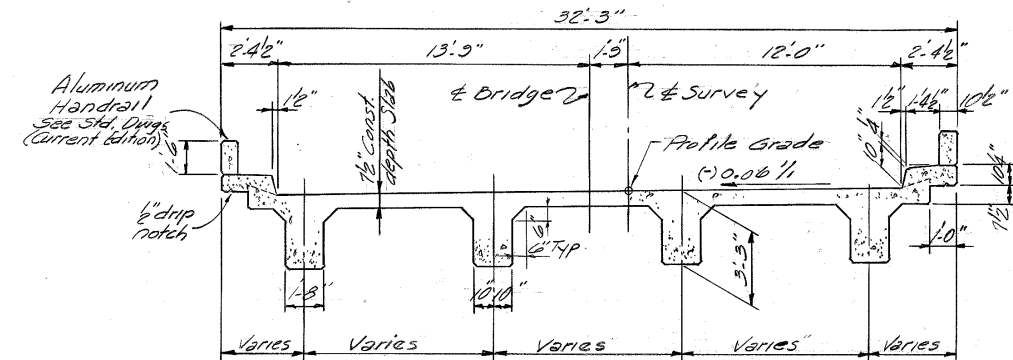 32'-3"
2'-4½" 13'-9" 1'-9" 12'-0" 2'-4½"
Aluminum
Handrail
See Std. Dwgs.
(Current Edition)
1'-6"
1½"
7½" Const.
depth Slab
₵ Bridge
₵ Survey
1½" 1'-4½" 10½"
10¼"
Profile Grade
(-) 0.06 '/1
10¼"
7½"
½" drip
notch
6"
6" Typ
1'-0"
3'-3"
1'-8"
10" 10"
Varies Varies Varies Varies Varies